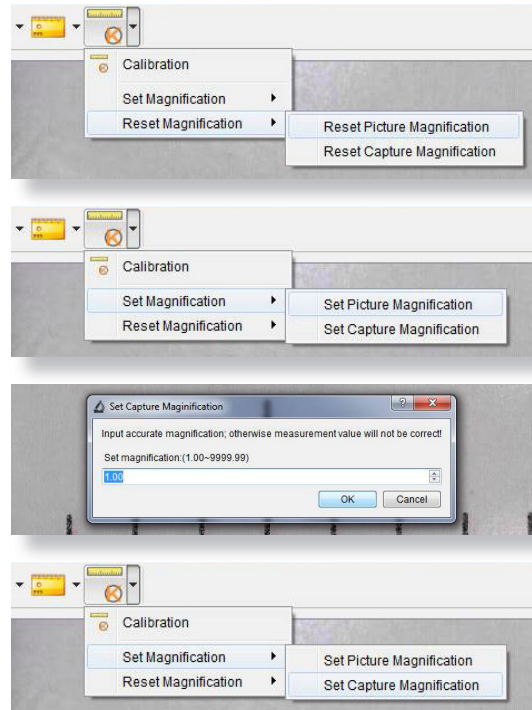 Calibration
Set Magnification
Reset Magnification
Reset Picture Magnification
Reset Capture Magnification
Calibration
Set Magnification
Reset Magnification
Set Picture Magnification
Set Capture Magnification
Set Capture Maginification
Input accurate magnification; otherwise measurement value will not be correct!
Set magnification:(1.00~9999.99)
1.00
OK Cancel
Calibration
Set Magnification
Reset Magnification
Set Picture Magnification
Set Capture Magnification